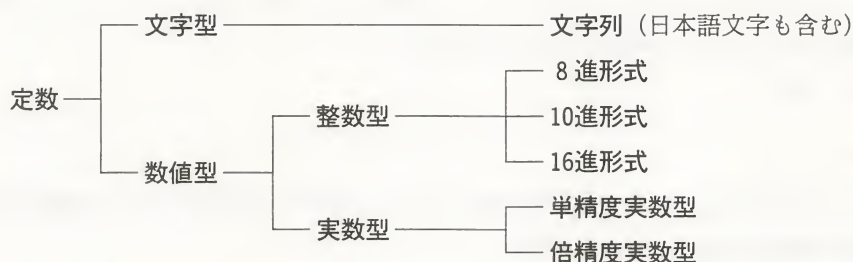 文字型 文字列（日本語文字も含む）
8進形式
定数
整数型 10進形式
数値型 16進形式
単精度実数型
実数型
倍精度実数型